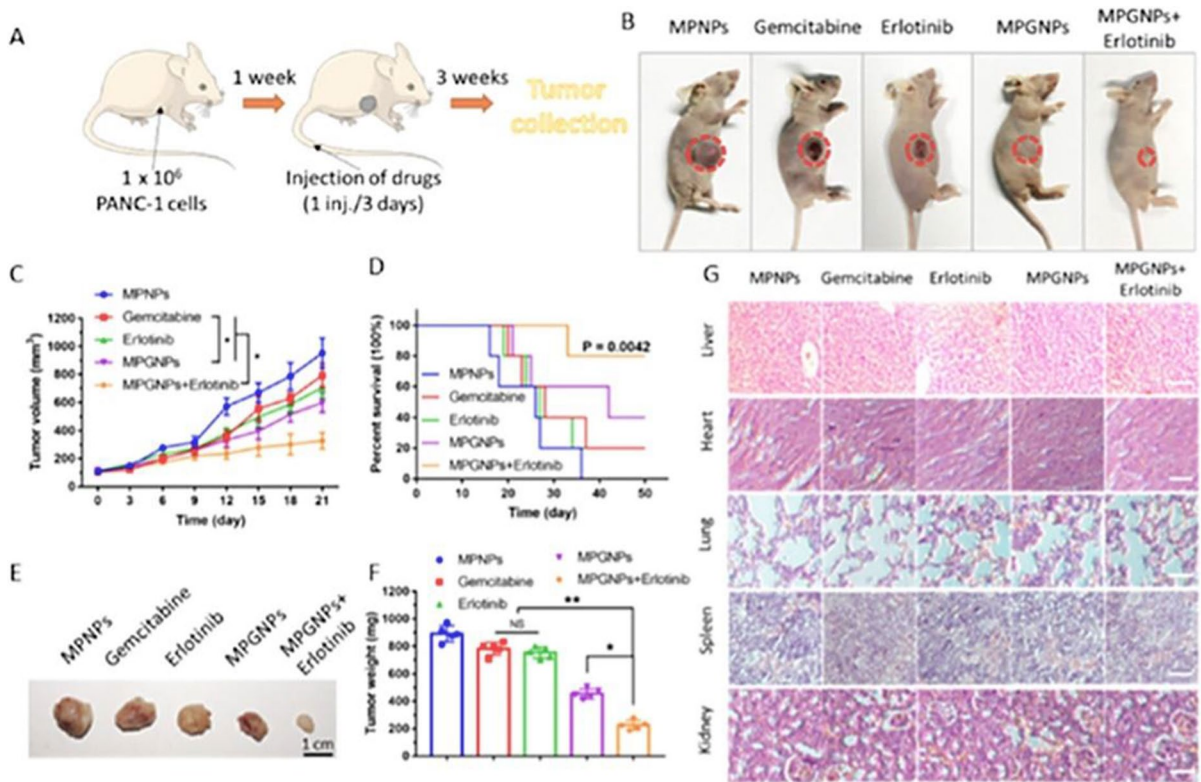 A
1 week
3 weeks
Tumor
collection
1 x 10⁶
PANC-1 cells
Injection of drugs
(1 inj./3 days)
B
MPNPs
Gemcitabine
Erlotinib
MPGNPs
MPGNPs+
Erlotinib
C
MPNPs
Gemcitabine
Erlotinib
MPGNPs
MPGNPs+Erlotinib
*
*
Tumor volume (mm³)
1200
1000
800
600
400
200
0
0 3 6 9 12 15 18 21
Time (day)
D
Percent survival (100%)
100
80
60
40
20
0
P = 0.0042
MPNPs
Gemcitabine
Erlotinib
MPGNPs
MPGNPs+Erlotinib
0 10 20 30 40 50
Time (day)
E
MPNPs
Gemcitabine
Erlotinib
MPGNPs
MPGNPs+
Erlotinib
1 cm
F
MPNPs
Gemcitabine
Erlotinib
MPGNPs
MPGNPs+Erlotinib
Tumor weight (mg)
1200
1000
800
600
400
200
0
NS
**
*
G
MPNPs
Gemcitabine
Erlotinib
MPGNPs
MPGNPs+
Erlotinib
Liver
Heart
Lung
Spleen
Kidney